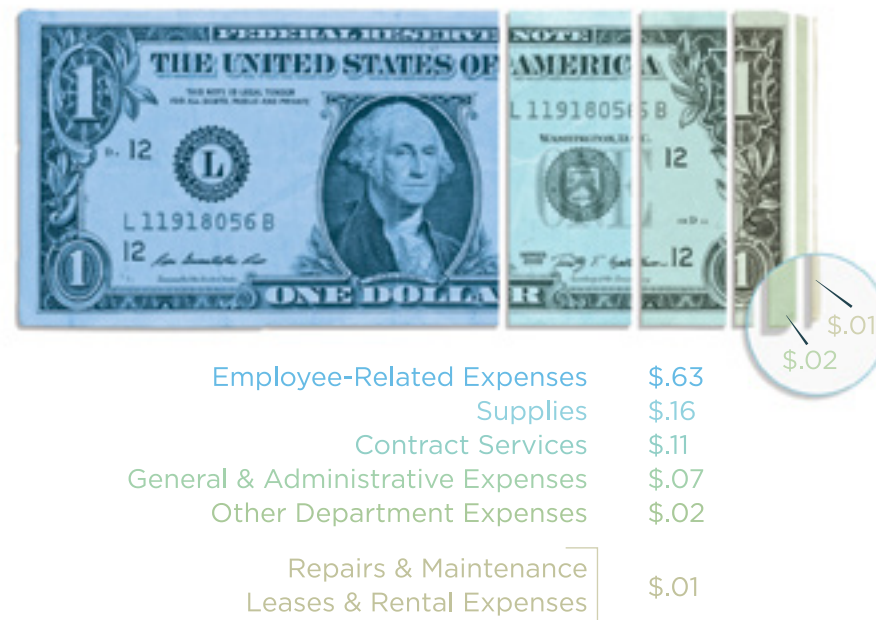 FEDERAL RESERVE NOTE
THE UNITED STATES OF AMERICA
THIS NOTE IS LEGAL TENDER
FOR ALL DEBTS, PUBLIC AND PRIVATE
L 11918056 B
WASHINGTON, D.C.
12
12
L
L 11918056 B
12
12
1
1
1
1
ONE DOLLAR
$.01
$.02
Employee-Related Expenses $.63
Supplies $.16
Contract Services $.11
General & Administrative Expenses $.07
Other Department Expenses $.02
Repairs & Maintenance
Leases & Rental Expenses $.01